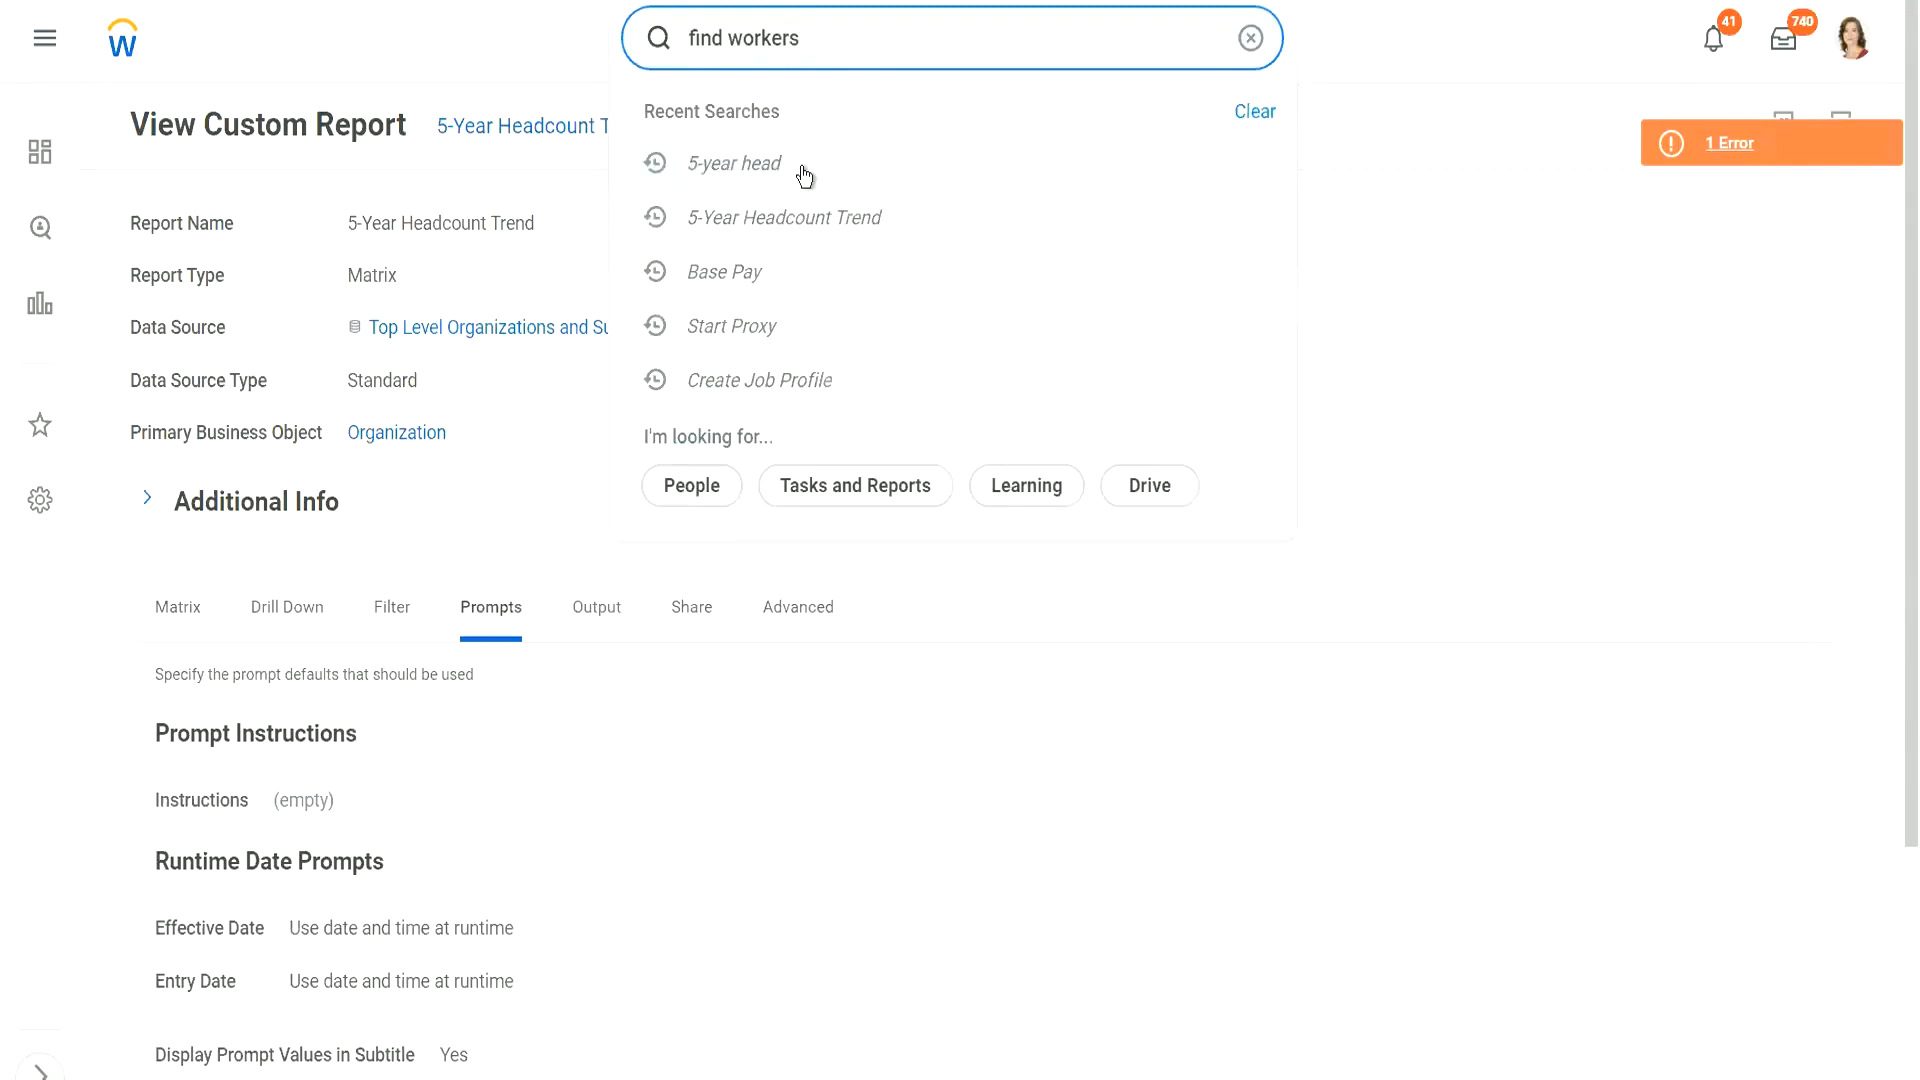 W
find workers
41
740
Recent Searches
Clear
View Custom Report
5-Year Headcount T
1 Error
5-year head
Report Name
5-Year Headcount Trend
5-Year Headcount Trend
Report Type
Matrix
Base Pay
Data Source
Top Level Organizations and Su
Start Proxy
Data Source Type
Standard
Create Job Profile
Primary Business Object
Organization
I'm looking for...
People
Tasks and Reports
Learning
Drive
Additional Info
Matrix
Drill Down
Filter
Prompts
Output
Share
Advanced
Specify the prompt defaults that should be used
Prompt Instructions
Instructions
(empty)
Runtime Date Prompts
Effective Date
Use date and time at runtime
Entry Date
Use date and time at runtime
Display Prompt Values in Subtitle
Yes